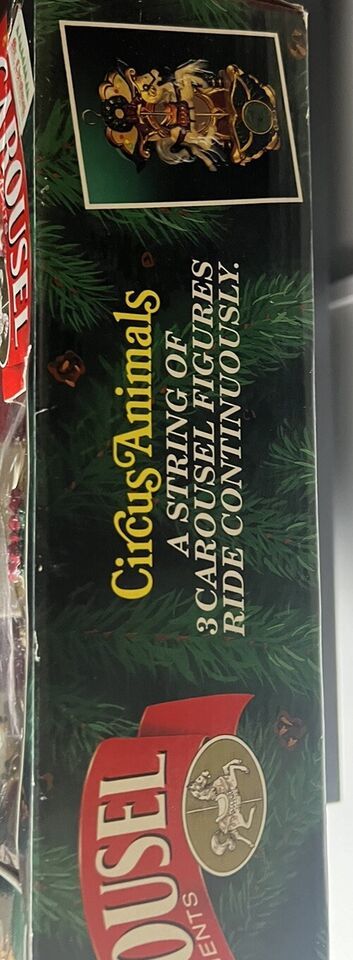 CAROUSEL
Circus Animals
A STRING OF
3 CAROUSEL FIGURES
RIDE CONTINUOUSLY.
OUSEL
ENTS